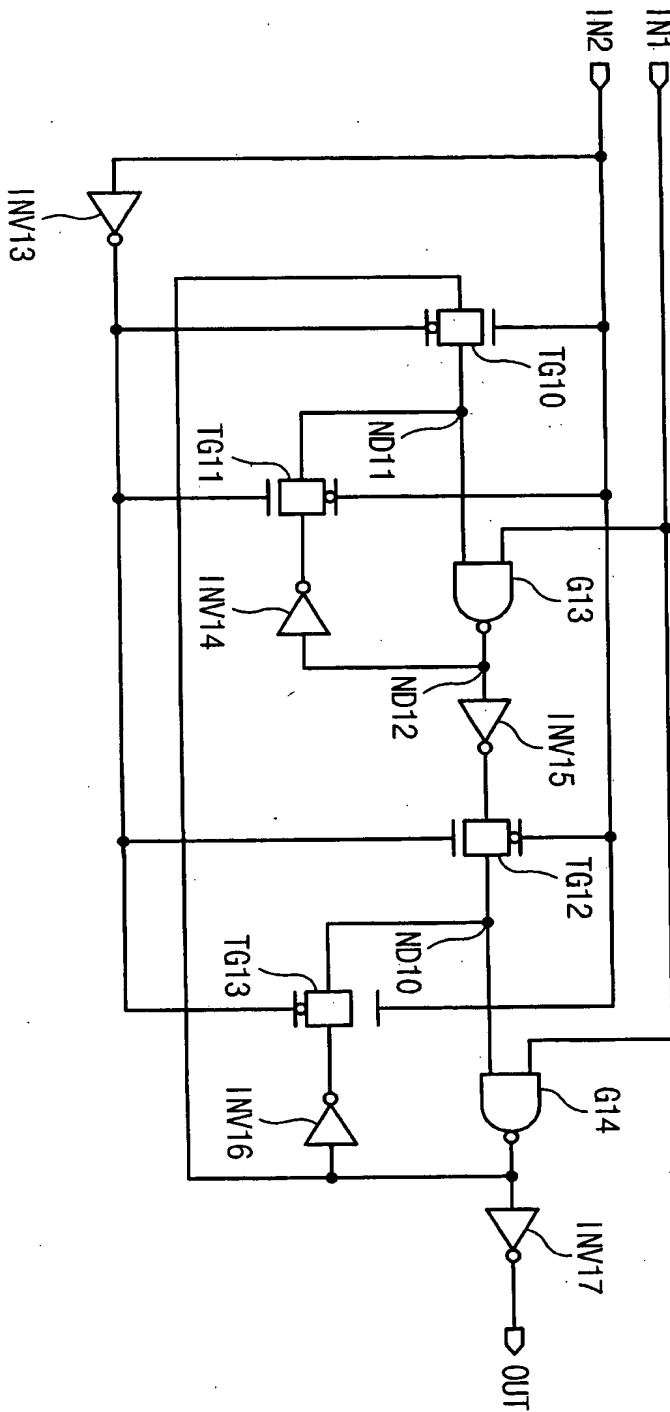 IN1
IN2
INV13
TG10
ND11
TG11
INV14
G13
ND12
INV15
TG12
ND10
TG13
INV16
G14
INV17
OUT